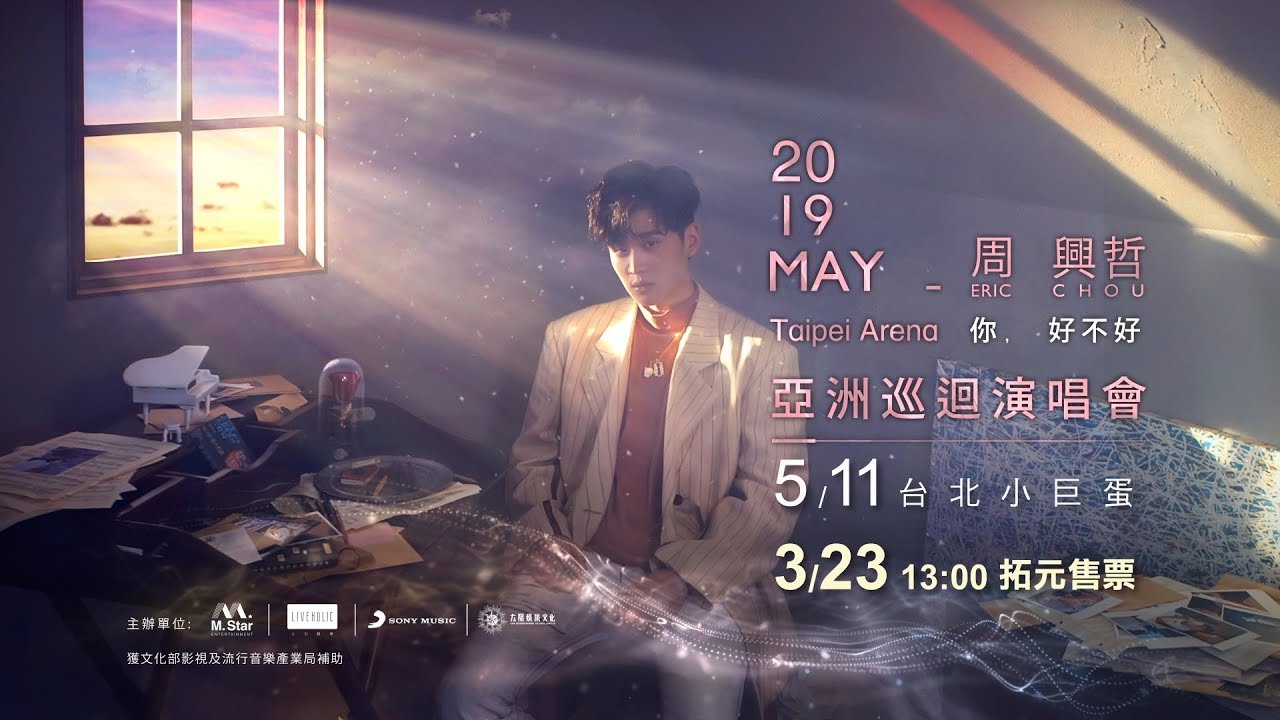 20
19
MAY - 周興哲
ERIC CHOU
Taipei Arena 你, 好不好
亞洲巡迴演唱會
5/11 台北小巨蛋
3/23 13:00 拓元售票
主辦單位: M.Star ENTERTAINMENT LIVEHOLIC SONY MUSIC
獲文化部影視及流行音樂產業局補助